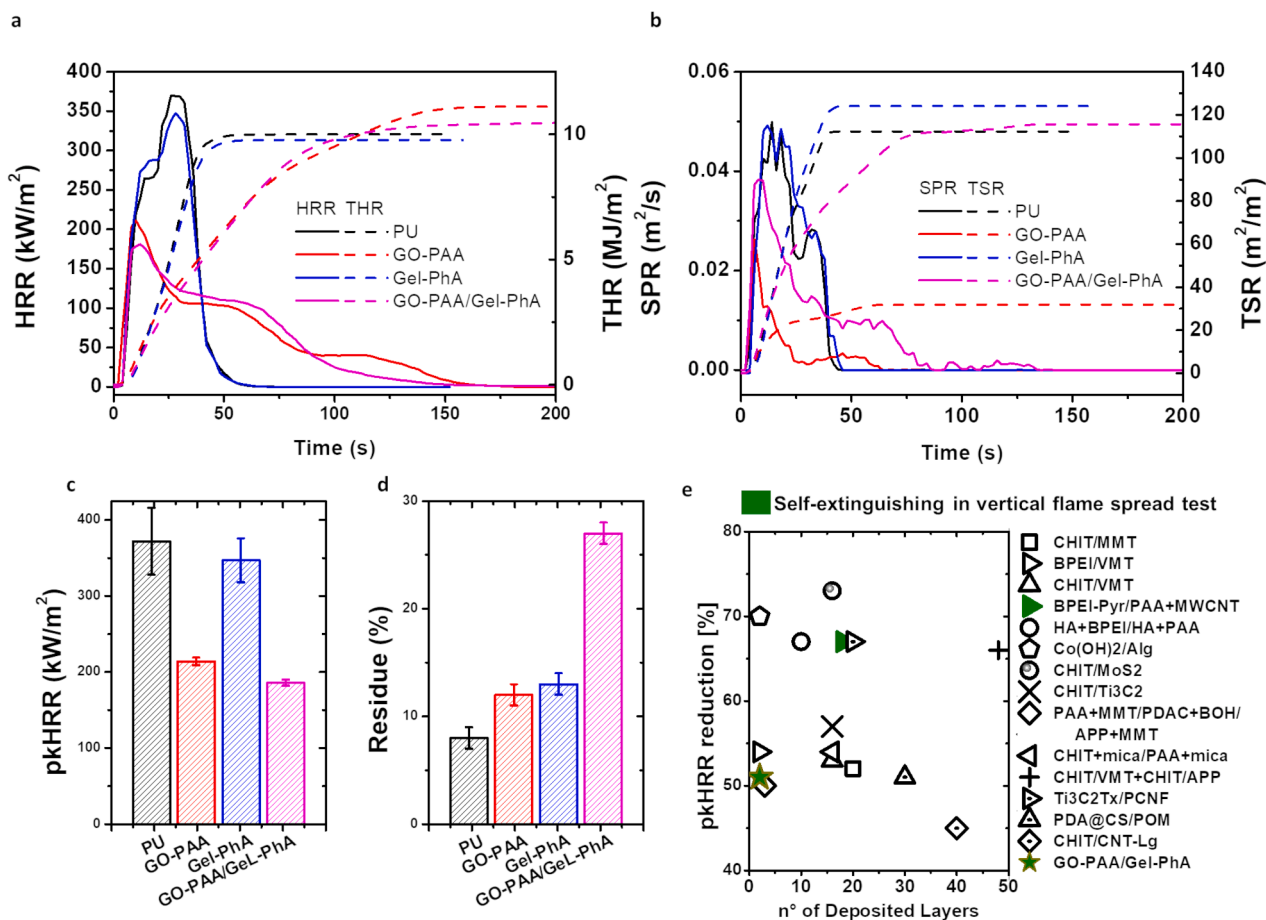 a
HRR (kW/m²)
400
350
300
250
200
150
100
50
0
0
50
100
150
200
Time (s)
10
5
0
THR (MJ/m²)
HRR THR
PU
GO-PAA
Gel-PhA
GO-PAA/Gel-PhA
b
SPR (m²/s)
0.06
0.04
0.02
0.00
0
50
100
150
200
Time (s)
140
120
100
80
60
40
20
0
TSR (m²/m²)
SPR TSR
PU
GO-PAA
Gel-PhA
GO-PAA/Gel-PhA
c
pkHRR (kW/m²)
400
300
200
100
0
PU
GO-PAA
Gel-PhA
GO-PAA/GeL-PhA
d
Residue (%)
30
20
10
0
PU
GO-PAA
Gel-PhA
GO-PAA/GeL-PhA
e
Self-extinguishing in vertical flame spread test
pkHRR reduction [%]
80
70
60
50
40
0
10
20
30
40
50
n° of Deposited Layers
CHIT/MMT
BPEI/VMT
CHIT/VMT
BPEI-Pyr/PAA+MWCNT
HA+BPEI/HA+PAA
Co(OH)2/Alg
CHIT/MoS2
CHIT/Ti3C2
PAA+MMT/PDAC+BOH/
APP+MMT
CHIT+mica/PAA+mica
CHIT/VMT+CHIT/APP
Ti3C2Tx/PCNF
PDA@CS/POM
CHIT/CNT-Lg
GO-PAA/Gel-PhA